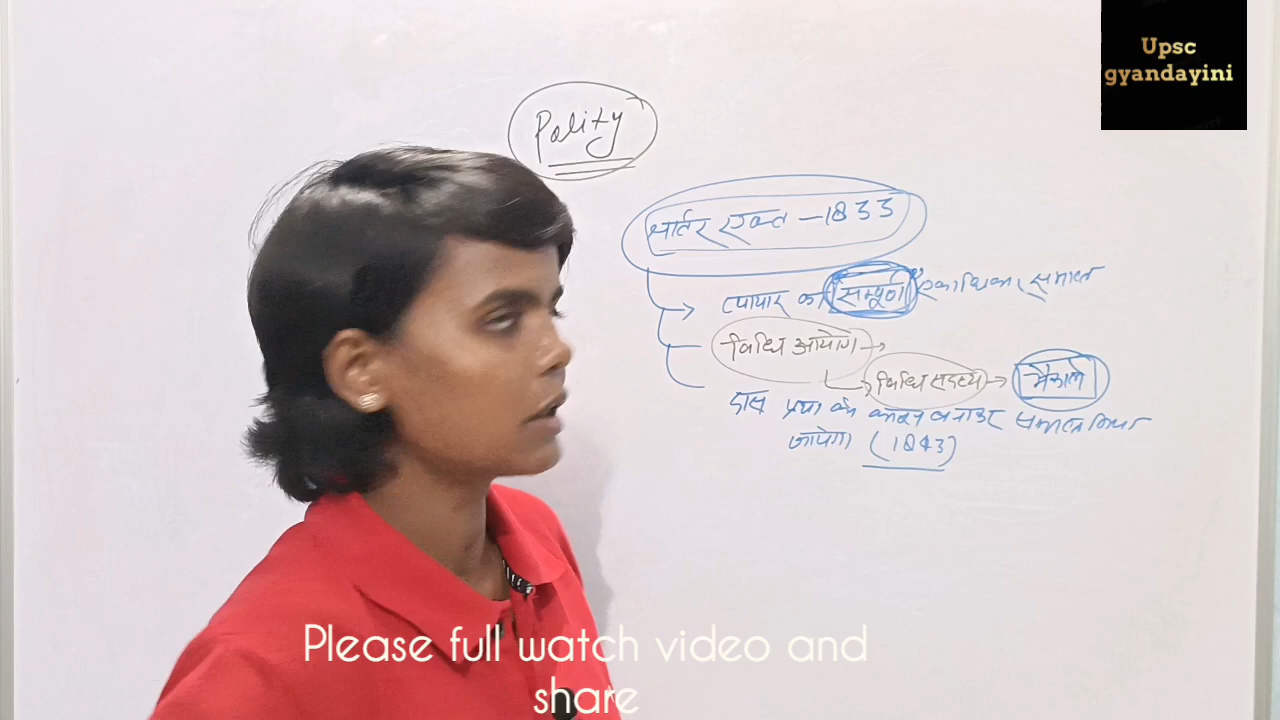 Upsc
gyandayini
Polity
चार्टर एक्ट - 1833
व्यापार का सम्पूर्ण एकाधिकार समाप्त
विधि आयोग →
विधि सदस्य → मैकाले
दास प्रथा को कानून बनाकर समाप्त किया
जायेगा (1843)
Please full watch video and
share